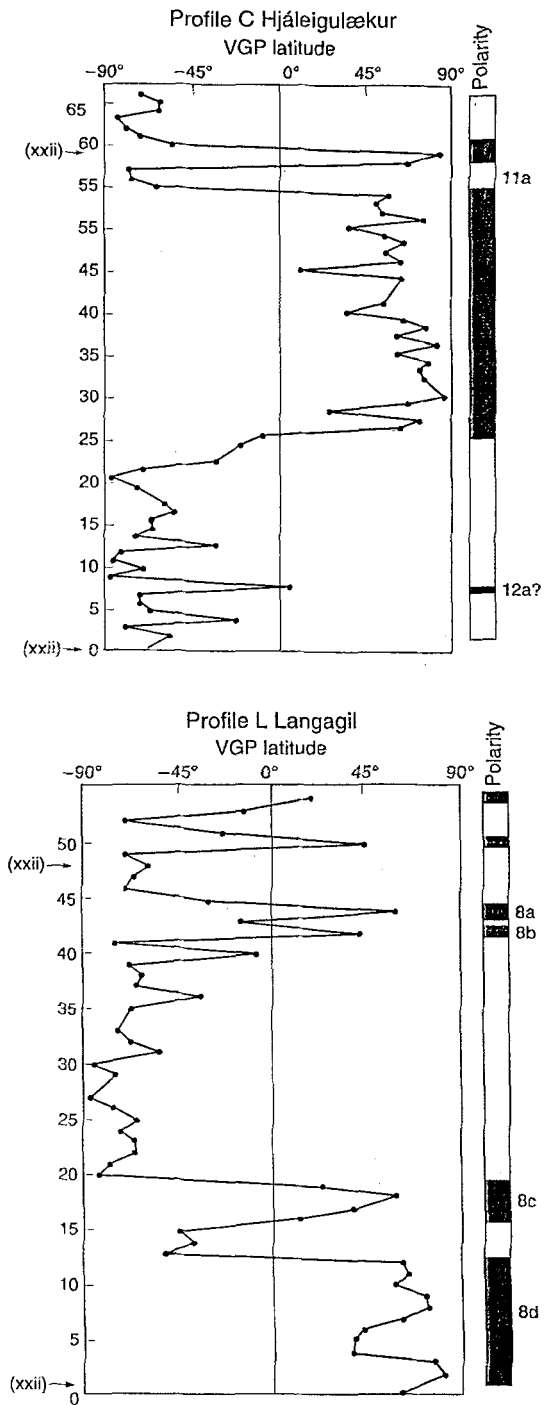 Profile C Hjáleigulækur
VGP latitude
−90° −45° 0° 45° 90°
Polarity
65
(xxii) → 60
11a
55
55
45
40
35
30
25
20
15
10
12a?
5
(xxii) → 0
Profile L Langagil
VGP latitude
−90° −45° 0° 45° 90°
Polarity
50
(xxii) →
45
8a
8b
40
35
30
25
20
8c
15
10
8d
5
(xxii) →
0